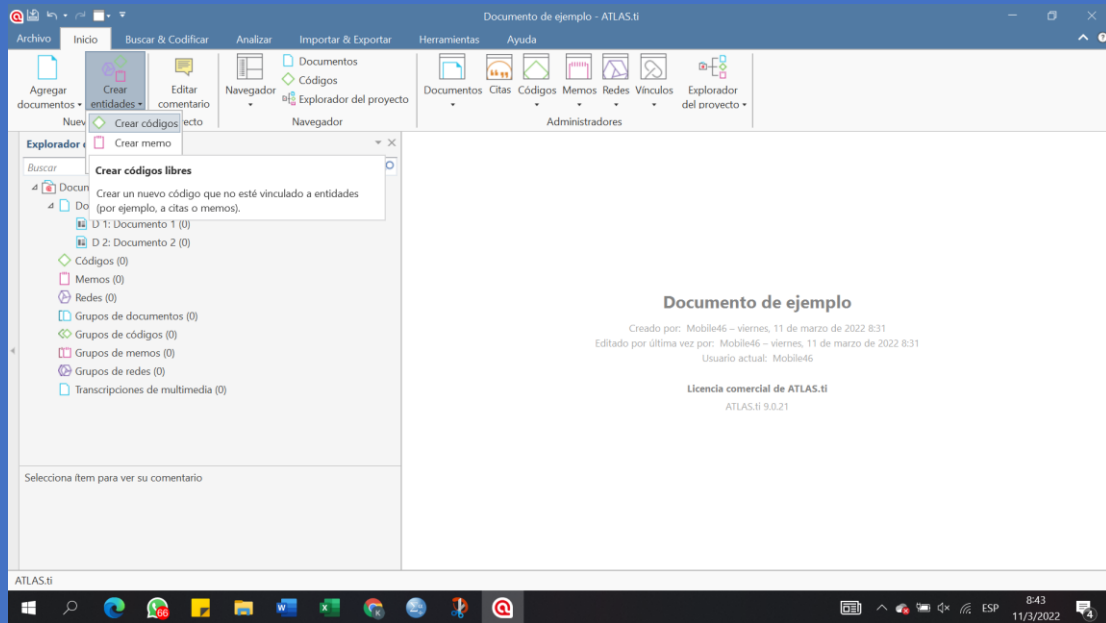 Documento de ejemplo - ATLAS.ti
Archivo Inicio Buscar & Codificar Analizar Importar & Exportar Herramientas Ayuda
Agregar documentos
Crear entidades
Editar comentario
Navegador
Documentos
Códigos
Explorador del proyecto
Documentos Citas Códigos Memos Redes Vínculos
Explorador del proyecto
Nuev
ecto
Navegador
Administradores
Crear códigos
Crear memo
Explorador
Buscar
Crear códigos libres
Crear un nuevo código que no esté vinculado a entidades
(por ejemplo, a citas o memos).
Docum
Do
D 1: Documento 1 (0)
D 2: Documento 2 (0)
Códigos (0)
Memos (0)
Redes (0)
Grupos de documentos (0)
Grupos de códigos (0)
Grupos de memos (0)
Grupos de redes (0)
Transcripciones de multimedia (0)
Selecciona ítem para ver su comentario
Documento de ejemplo
Creado por: Mobile46 – viernes, 11 de marzo de 2022 8:31
Editado por última vez por: Mobile46 – viernes, 11 de marzo de 2022 8:31
Usuario actual: Mobile46
Licencia comercial de ATLAS.ti
ATLAS.ti 9.0.21
ATLAS.ti
66
ESP
8:43
11/3/2022
4